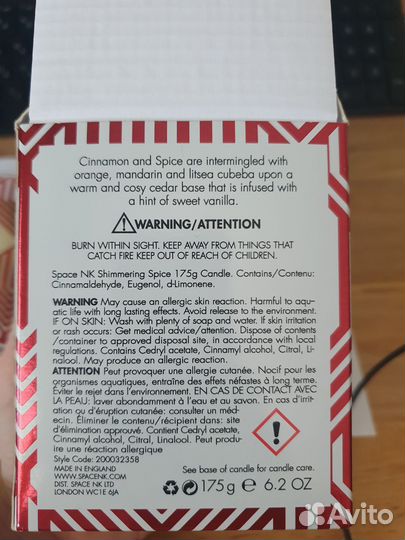 Cinnamon and Spice are intermingled with
orange, mandarin and litsea cubeba upon a
warm and cosy cedar base that is infused with
a hint of sweet vanilla.
WARNING/ATTENTION
BURN WITHIN SIGHT. KEEP AWAY FROM THINGS THAT
CATCH FIRE KEEP OUT OF REACH OF CHILDREN.
Space NK Shimmering Spice 175g Candle. Contains/Contenu:
Cinnamaldehyde, Eugenol, d-Limonene.
WARNING May cause an allergic skin reaction. Harmful to aqu-
atic life with long lasting effects. Avoid release to the environment.
IF ON SKIN: Wash with plenty of soap and water. If skin irritation
or rash occurs: Get medical advice/attention. Dispose of contents
/container to approved disposal site, in accordance with local
regulations. Contains Cedryl acetate, Cinnamyl alcohol, Citral, Li-
nalool. May produce an allergic reaction.
ATTENTION Peut provoquer une allergie cutanée. Nocif pour les
organismes aquatiques, entraîne des effets néfastes à long terme.
Éviter le rejet dans l'environnement. EN CAS DE CONTACT AVEC
LA PEAU: laver abondamment à l'eau et au savon. En cas d'irrit-
ation ou d'éruption cutanée: consulter un méd-
ecin. Éliminer le contenu/récipient dans: site
d'élimination approuvé. Contient Cedryl acetate,
Cinnamyl alcohol, Citral, Linalool. Peut produ-
ire une réaction allergique
Style Code: 200032358
MADE IN ENGLAND
WWW.SPACENK.COM
DIST. SPACE NK LTD
LONDON WC1E 6JA
See base of candle for candle care.
175g e 6.2 OZ
Avito